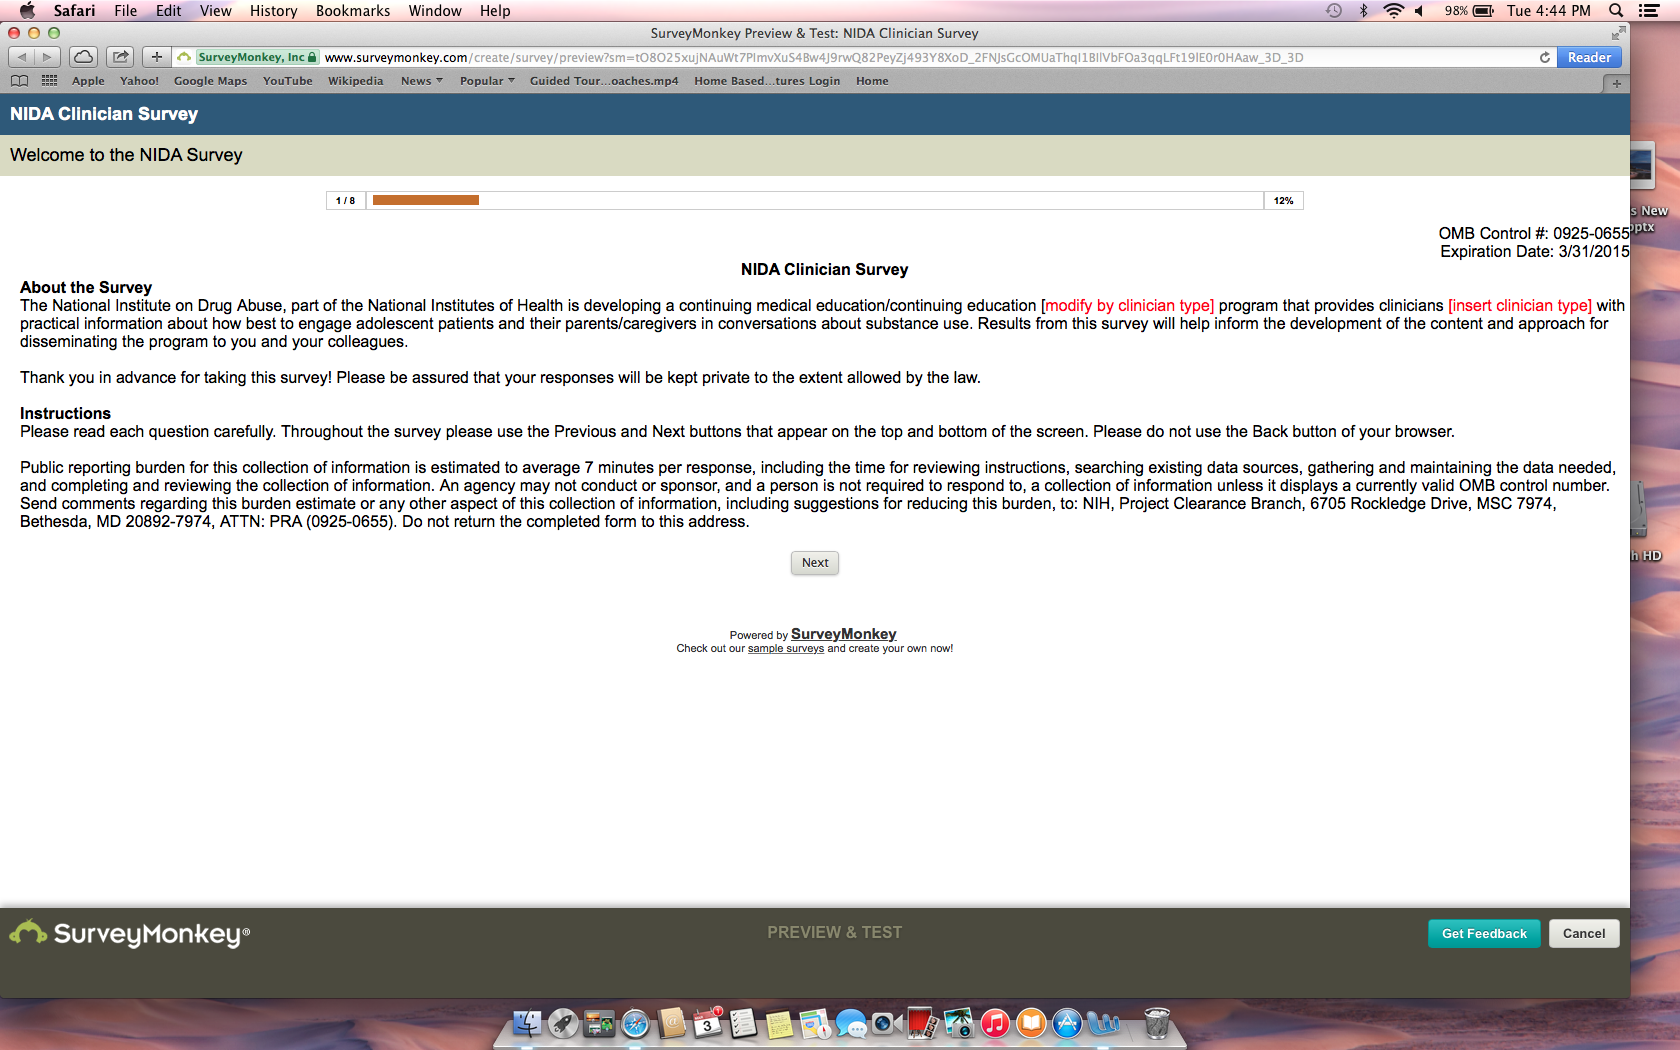 Safari File Edit View History Bookmarks Window Help 98% Tue 4:44 PM
SurveyMonkey Preview & Test: NIDA Clinician Survey
SurveyMonkey, Inc www.surveymonkey.com/create/survey/preview?sm= Reader
Apple Yahoo! Google Maps YouTube Wikipedia News Popular Guided Tour...oaches.mp4 Home Based...tures Login Home
NIDA Clinician Survey
Welcome to the NIDA Survey
1 / 8 12%
s New
pptx
OMB Control #: 0925-0655
Expiration Date: 3/31/2015
NIDA Clinician Survey
About the Survey
The National Institute on Drug Abuse, part of the National Institutes of Health is developing a continuing medical education/continuing education [modify by clinician type] program that provides clinicians [insert clinician type] with
practical information about how best to engage adolescent patients and their parents/caregivers in conversations about substance use. Results from this survey will help inform the development of the content and approach for
disseminating the program to you and your colleagues.
Thank you in advance for taking this survey! Please be assured that your responses will be kept private to the extent allowed by the law.
Instructions
Please read each question carefully. Throughout the survey please use the Previous and Next buttons that appear on the top and bottom of the screen. Please do not use the Back button of your browser.
Public reporting burden for this collection of information is estimated to average 7 minutes per response, including the time for reviewing instructions, searching existing data sources, gathering and maintaining the data needed,
and completing and reviewing the collection of information. An agency may not conduct or sponsor, and a person is not required to respond to, a collection of information unless it displays a currently valid OMB control number.
Send comments regarding this burden estimate or any other aspect of this collection of information, including suggestions for reducing this burden, to: NIH, Project Clearance Branch, 6705 Rockledge Drive, MSC 7974,
Bethesda, MD 20892-7974, ATTN: PRA (0925-0655). Do not return the completed form to this address.
h HD
Next
Powered by SurveyMonkey
Check out our sample surveys and create your own now!
SurveyMonkey® PREVIEW & TEST Get Feedback Cancel
3
1